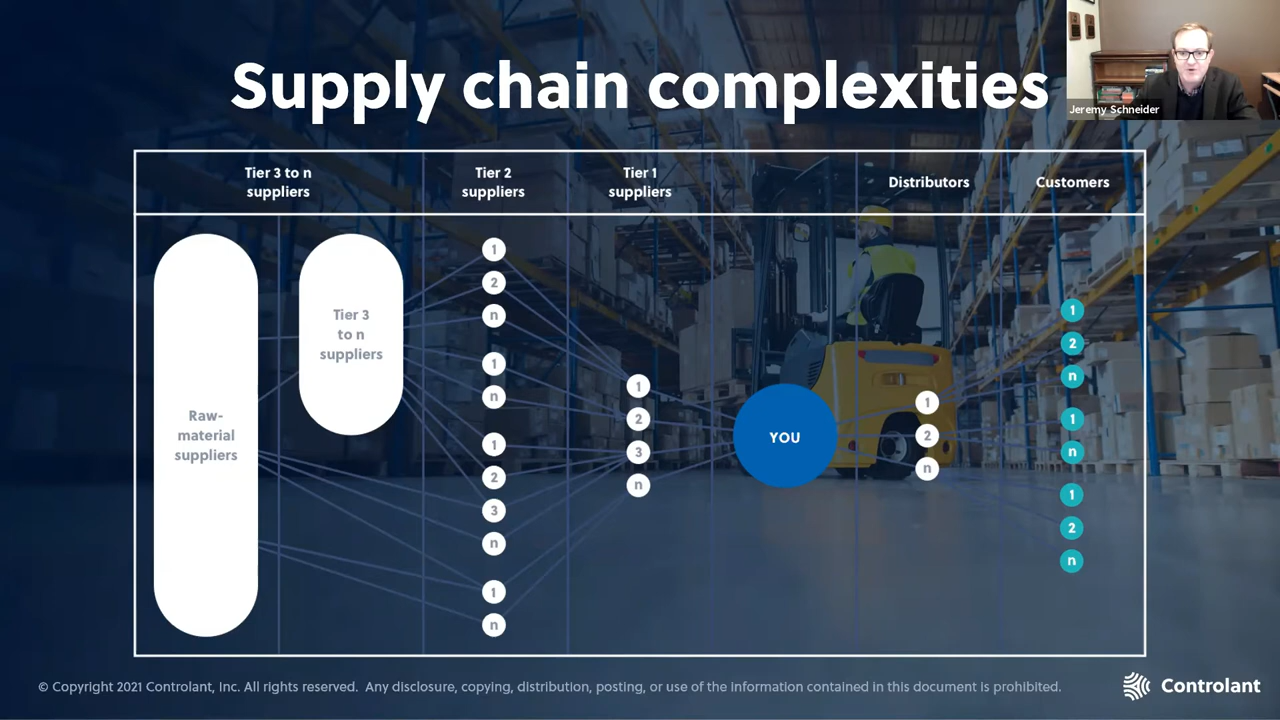 Supply chain complexities
Jeremy Schneider
Tier 3 to n
suppliers
Tier 2
suppliers
Tier 1
suppliers
Distributors
Customers
Raw-
material
suppliers
Tier 3
to n
suppliers
1
2
n
1
n
1
2
3
n
1
n
1
2
3
n
YOU
1
2
n
1
2
n
1
n
1
2
n
© Copyright 2021 Controlant, Inc. All rights reserved. Any disclosure, copying, distribution, posting, or use of the information contained in this document is prohibited.
Controlant